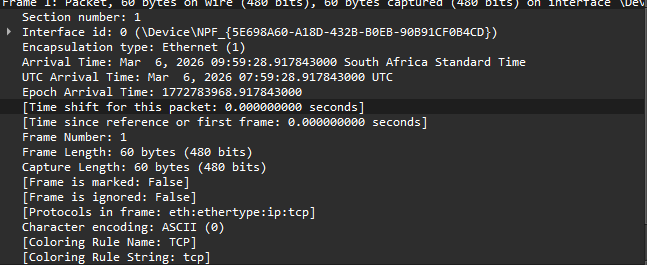 Frame 1: Packet, 60 bytes on wire (480 bits), 60 bytes captured (480 bits) on interface \Dev
Section number: 1
Interface id: 0 (\Device\NPF_{5E698A60-A18D-432B-B0EB-90B91CF0B4CD})
Encapsulation type: Ethernet (1)
Arrival Time: Mar  6, 2026 09:59:28.917843000 South Africa Standard Time
UTC Arrival Time: Mar  6, 2026 07:59:28.917843000 UTC
Epoch Arrival Time: 1772783968.917843000
[Time shift for this packet: 0.000000000 seconds]
[Time since reference or first frame: 0.000000000 seconds]
Frame Number: 1
Frame Length: 60 bytes (480 bits)
Capture Length: 60 bytes (480 bits)
[Frame is marked: False]
[Frame is ignored: False]
[Protocols in frame: eth:ethertype:ip:tcp]
Character encoding: ASCII (0)
[Coloring Rule Name: TCP]
[Coloring Rule String: tcp]